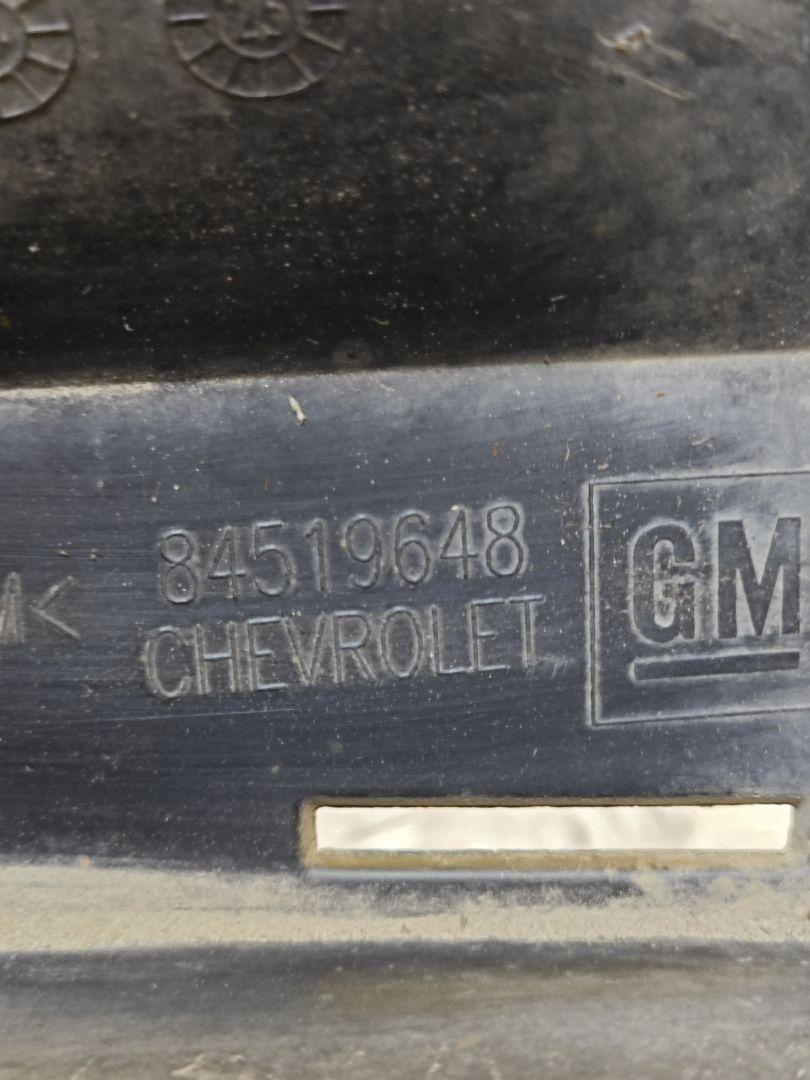 84519648
CHEVROLET
GM
M<